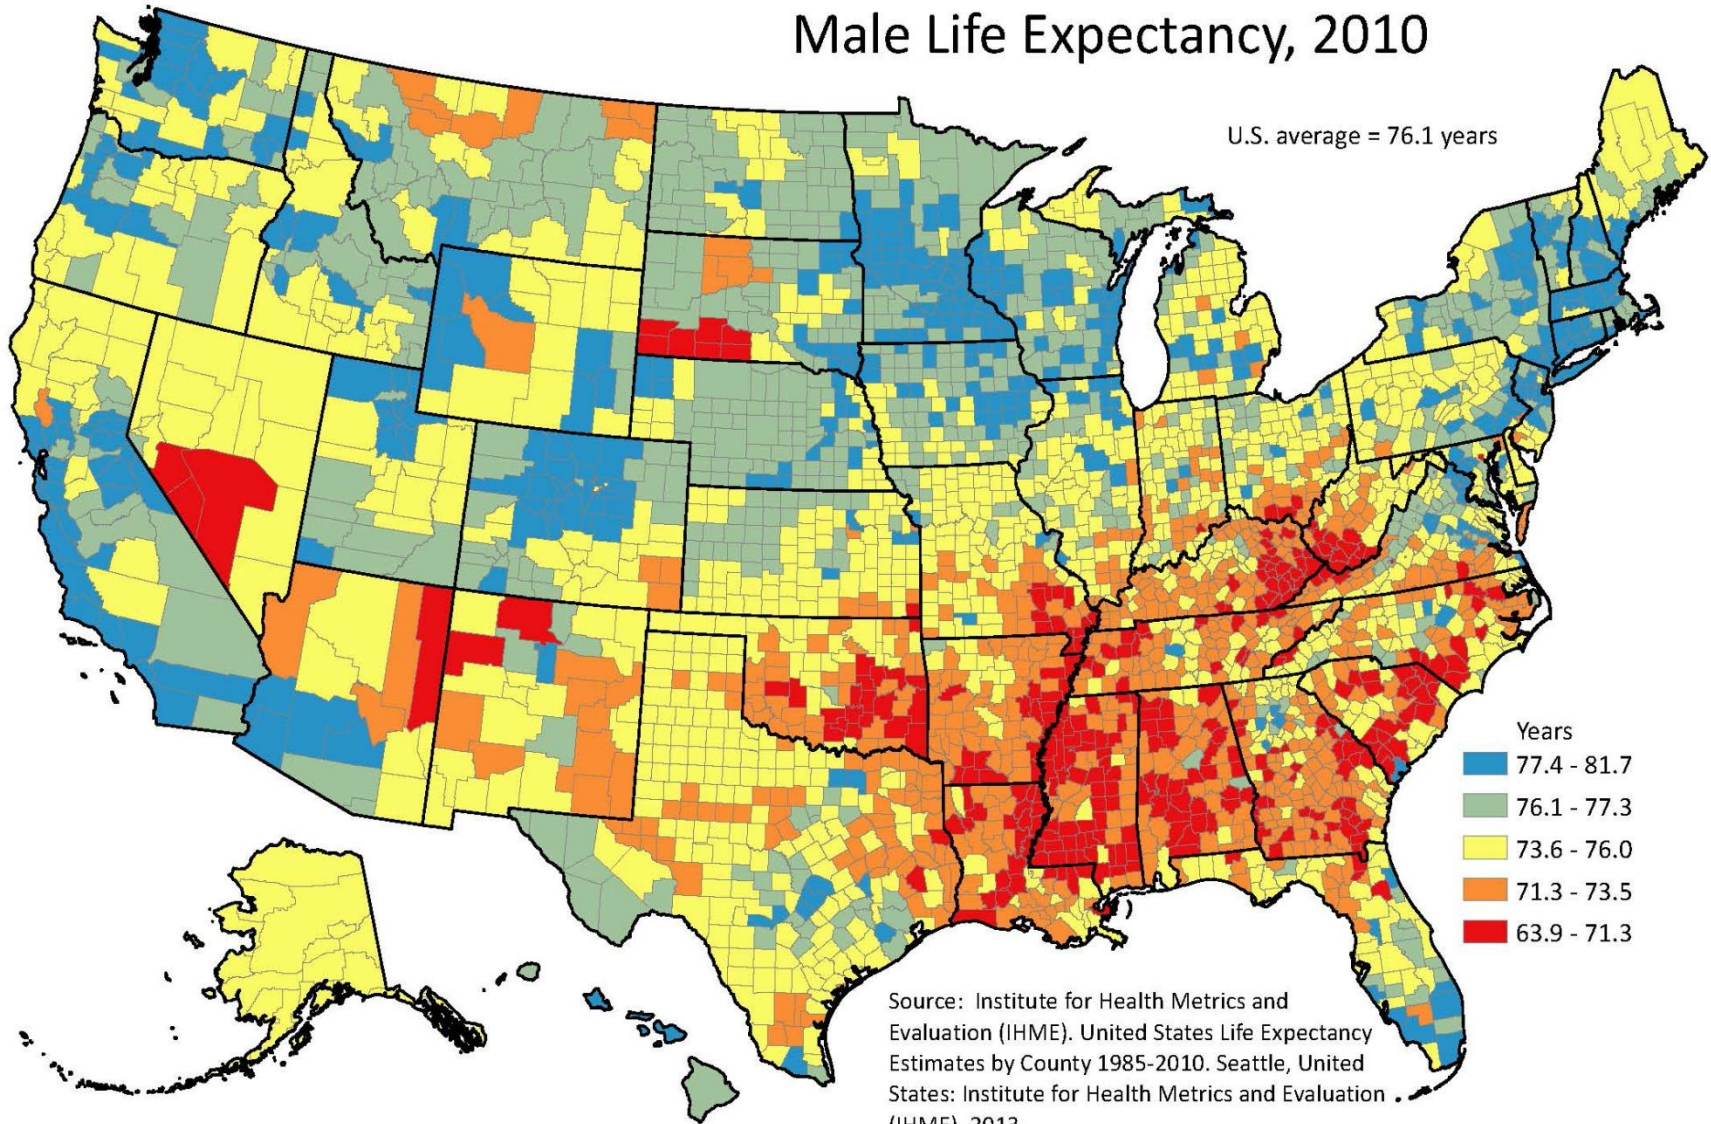 Male Life Expectancy, 2010
U.S. average = 76.1 years
Years
77.4 - 81.7
76.1 - 77.3
73.6 - 76.0
71.3 - 73.5
63.9 - 71.3
Source:  Institute for Health Metrics and
Evaluation (IHME). United States Life Expectancy
Estimates by County 1985-2010. Seattle, United
States: Institute for Health Metrics and Evaluation
(IHME), 2013